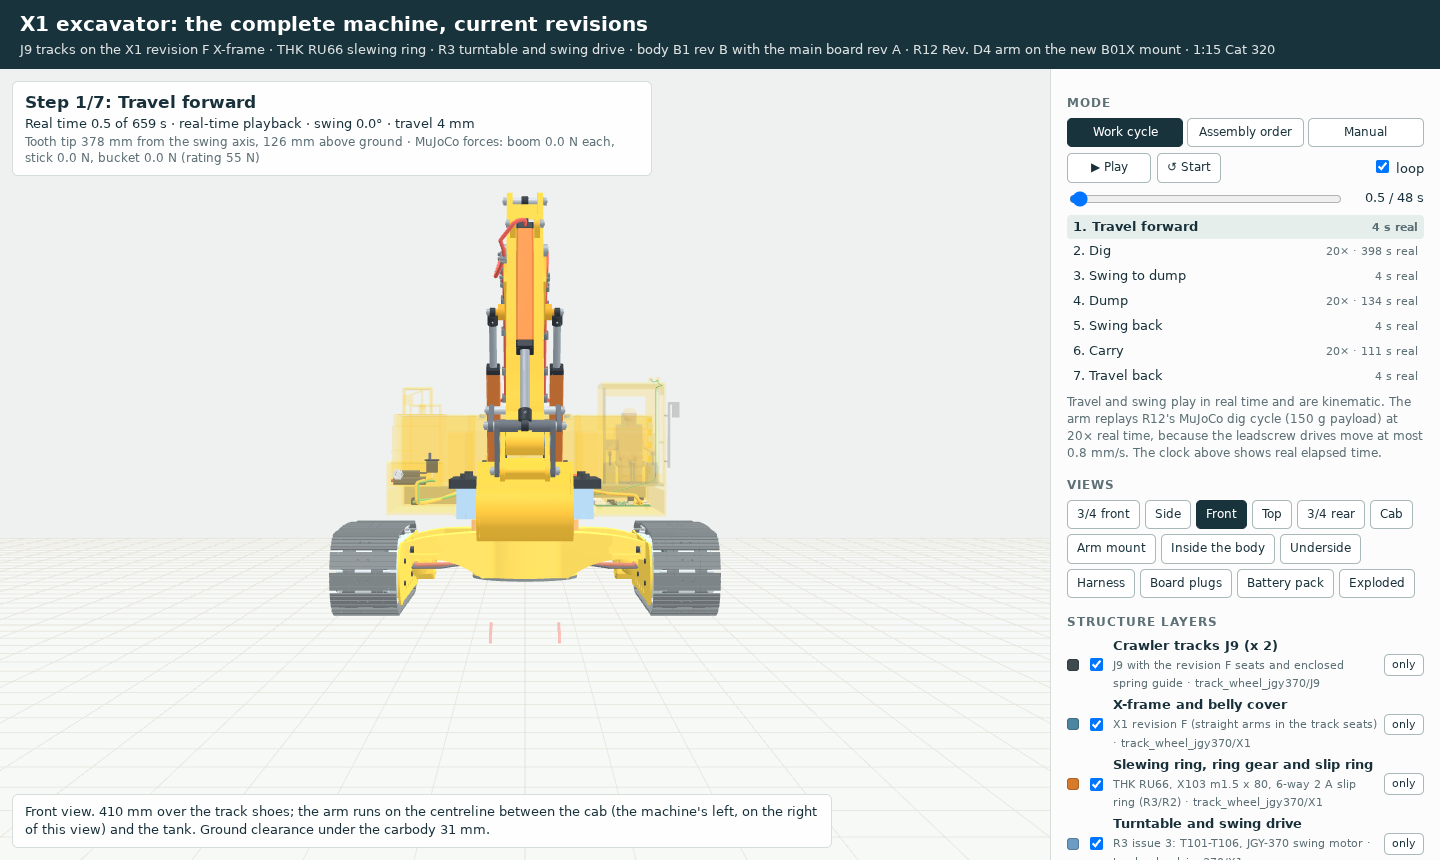 X1 excavator: the complete machine, current revisions
J9 tracks on the X1 revision F X-frame · THK RU66 slewing ring · R3 turntable and swing drive · body B1 rev B with the main board rev A · R12 Rev. D4 arm on the new B01X mount · 1:15 Cat 320
Step 1/7: Travel forward
Real time 0.5 of 659 s · real-time playback · swing 0.0° · travel 4 mm
Tooth tip 378 mm from the swing axis, 126 mm above ground · MuJoCo forces: boom 0.0 N each,
stick 0.0 N, bucket 0.0 N (rating 55 N)
Front view. 410 mm over the track shoes; the arm runs on the centreline between the cab (the machine's left, on the right
of this view) and the tank. Ground clearance under the carbody 31 mm.
MODE
Work cycle
Assembly order
Manual
▶ Play
↺ Start
loop
0.5 / 48 s
1. Travel forward 4 s real
2. Dig 20× · 398 s real
3. Swing to dump 4 s real
4. Dump 20× · 134 s real
5. Swing back 4 s real
6. Carry 20× · 111 s real
7. Travel back 4 s real
Travel and swing play in real time and are kinematic. The
arm replays R12's MuJoCo dig cycle (150 g payload) at
20× real time, because the leadscrew drives move at most
0.8 mm/s. The clock above shows real elapsed time.
VIEWS
3/4 front
Side
Front
Top
3/4 rear
Cab
Arm mount
Inside the body
Underside
Harness
Board plugs
Battery pack
Exploded
STRUCTURE LAYERS
Crawler tracks J9 (x 2)
J9 with the revision F seats and enclosed
spring guide · track_wheel_jgy370/J9
only
X-frame and belly cover
X1 revision F (straight arms in the track seats)
· track_wheel_jgy370/X1
only
Slewing ring, ring gear and slip ring
THK RU66, X103 m1.5 x 80, 6-way 2 A slip
ring (R3/R2) · track_wheel_jgy370/X1
only
Turntable and swing drive
R3 issue 3: T101-T106, JGY-370 swing motor ·
only